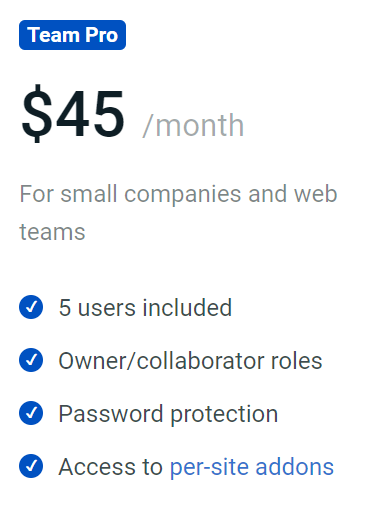 Team Pro
$45 /month
For small companies and web
teams
5 users included
Owner/collaborator roles
Password protection
Access to per-site addons